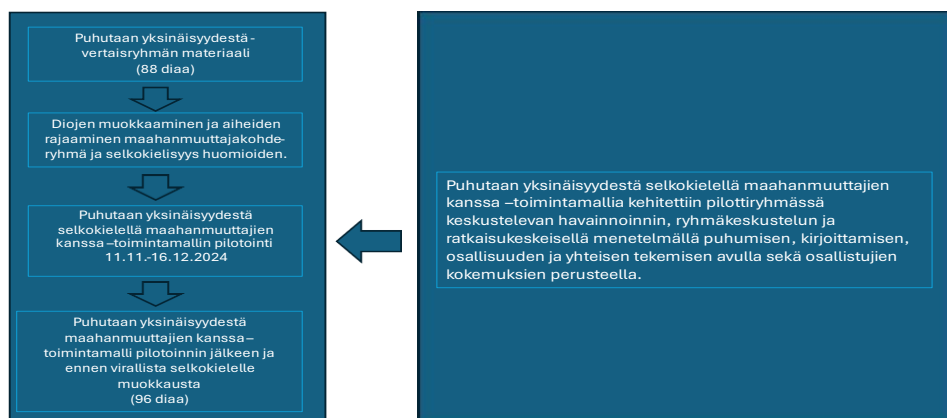 Puhutaan yksinäisyydestä -
vertaisryhmän materiaali
(88 diaa)
Diojen muokkaaminen ja aiheiden
rajaaminen maahanmuuttajakohde-
ryhmä ja selkokielisyys huomioiden.
Puhutaan yksinäisyydestä
selkokielellä maahanmuuttajien
kanssa –toimintamallin pilotointi
11.11.-16.12.2024
Puhutaan yksinäisyydestä
maahanmuuttajien kanssa –
toimintamalli pilotoinnin jälkeen ja
ennen virallista selkokielelle
muokkausta
(96 diaa)
Puhutaan yksinäisyydestä selkokielellä maahanmuuttajien
kanssa –toimintamallia kehitettiin pilottiryhmässä
keskustelevan havainnoinnin, ryhmäkeskustelun ja
ratkaisukeskeisellä menetelmällä puhumisen, kirjoittamisen,
osallisuuden ja yhteisen tekemisen avulla sekä osallistujien
kokemuksien perusteella.